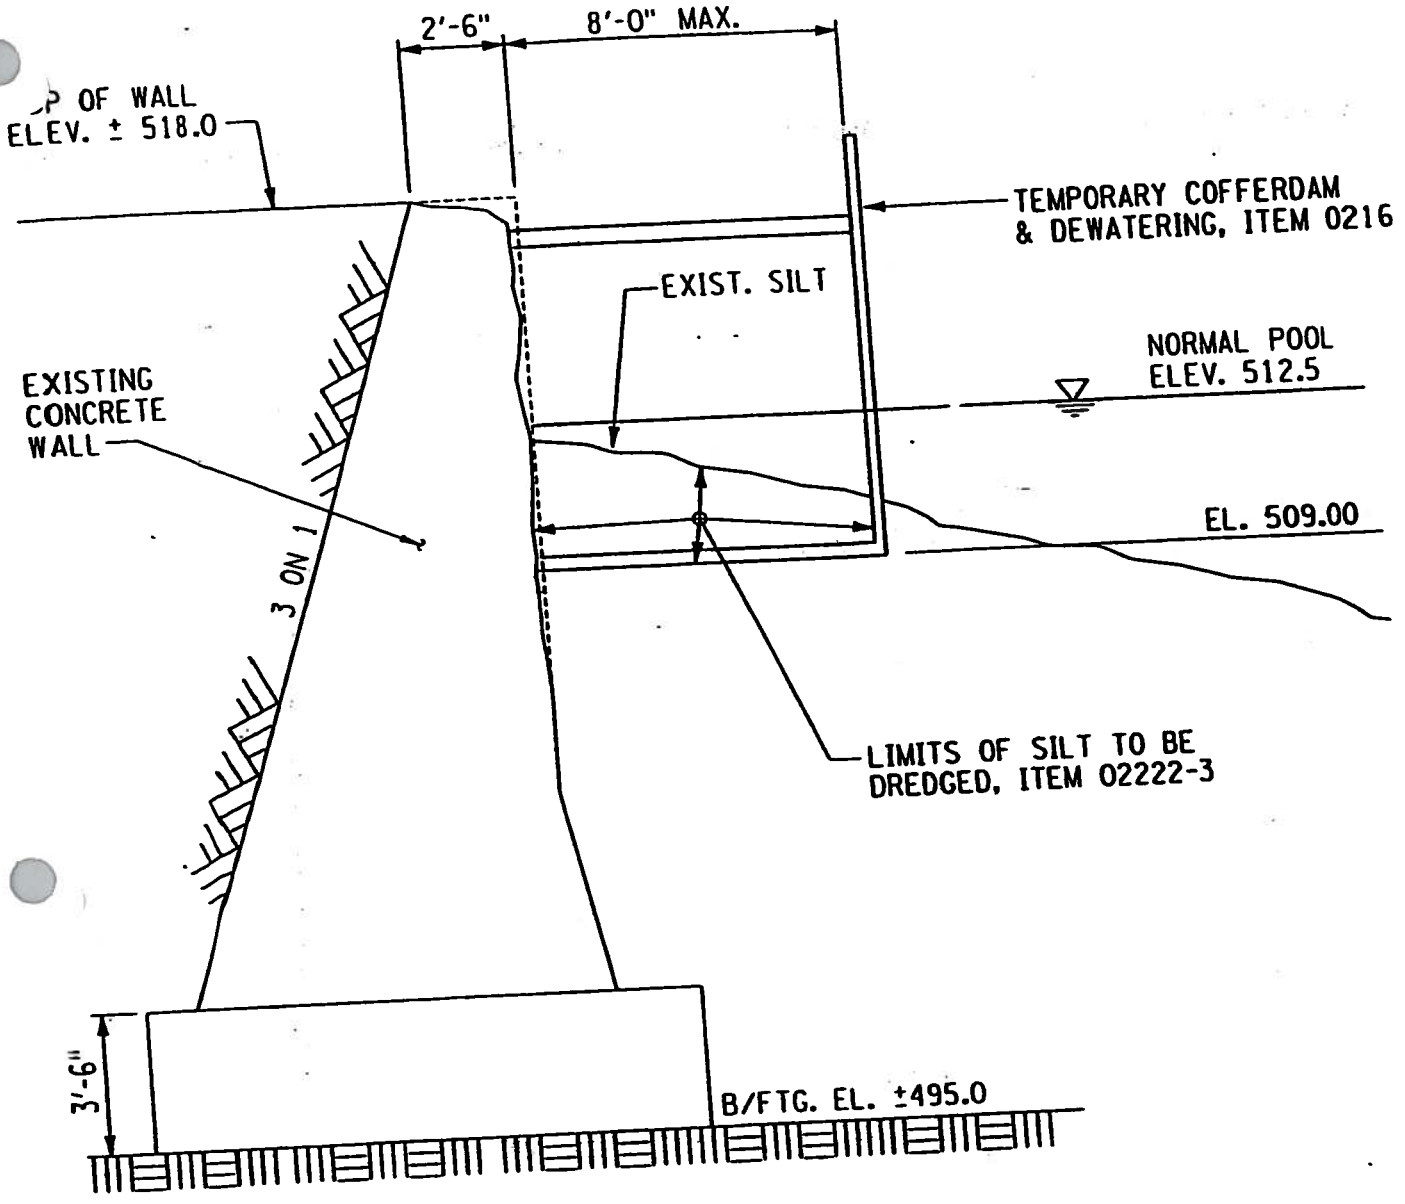 2'-6"
8'-0" MAX.
OF WALL
ELEV. ± 518.0
TEMPORARY COFFERDAM
& DEWATERING, ITEM 0216
EXIST. SILT
NORMAL POOL
ELEV. 512.5
EXISTING
CONCRETE
WALL
EL. 509.00
3 ON 1
LIMITS OF SILT TO BE
DREDGED, ITEM 02222-3
3'-6"
B/FTG. EL. ±495.0